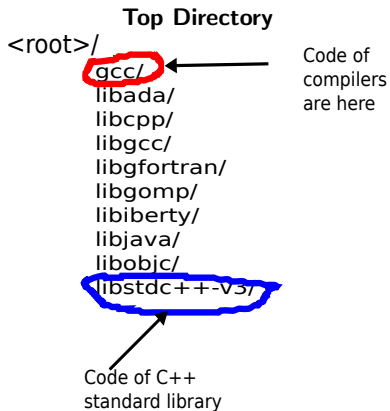 Top Directory
<root>/
gcc/
Code of
compilers
are here
libada/
libcpp/
libgcc/
libgfortran/
libgomp/
libiberty/
libjava/
libobjc/
libstdc++-v3/
Code of C++
standard library